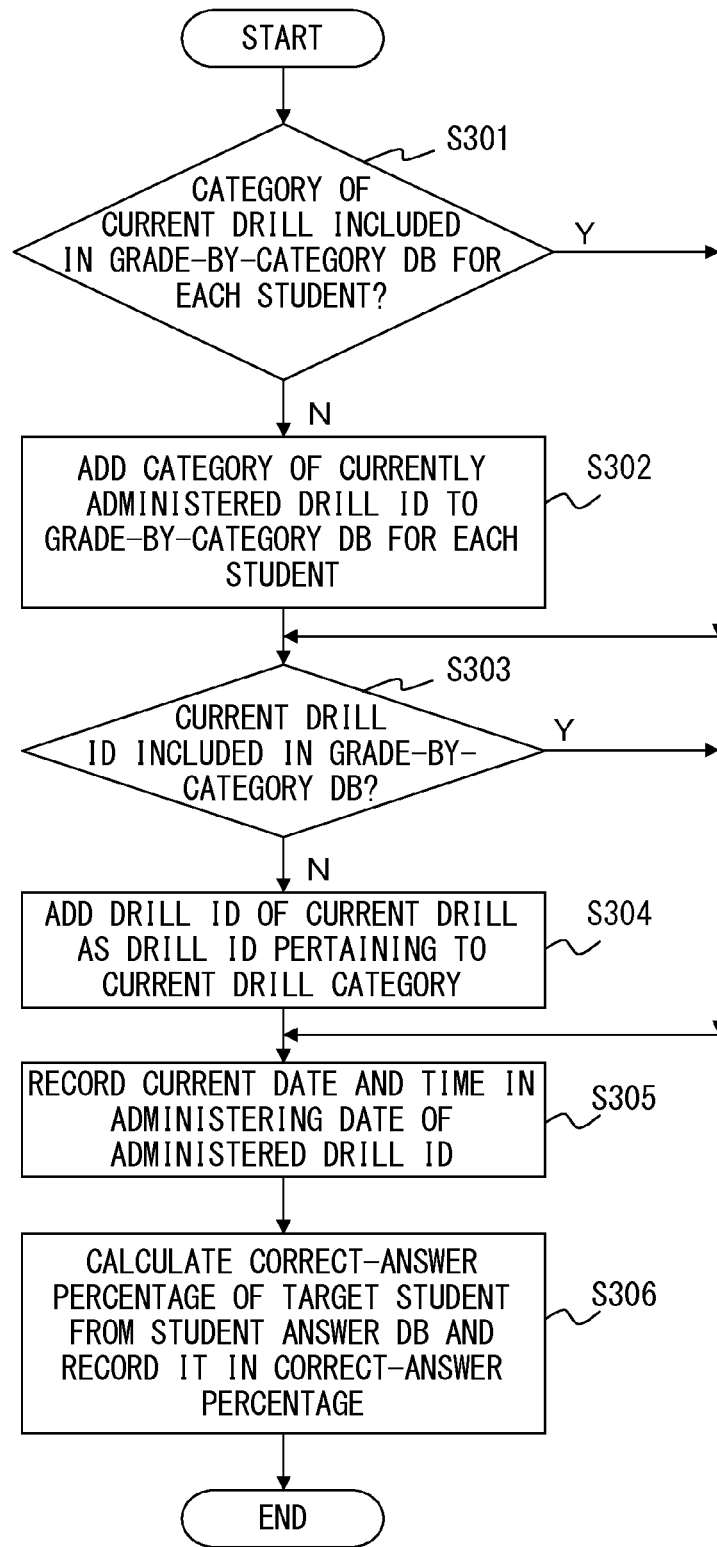 START
S301
CATEGORY OF
CURRENT DRILL INCLUDED
IN GRADE-BY-CATEGORY DB FOR
EACH STUDENT?
Y
N
ADD CATEGORY OF CURRENTLY
ADMINISTERED DRILL ID TO
GRADE-BY-CATEGORY DB FOR EACH
STUDENT
S302
S303
CURRENT DRILL
ID INCLUDED IN GRADE-BY-
CATEGORY DB?
Y
N
ADD DRILL ID OF CURRENT DRILL
AS DRILL ID PERTAINING TO
CURRENT DRILL CATEGORY
S304
RECORD CURRENT DATE AND TIME IN
ADMINISTERING DATE OF
ADMINISTERED DRILL ID
S305
CALCULATE CORRECT-ANSWER
PERCENTAGE OF TARGET STUDENT
FROM STUDENT ANSWER DB AND
RECORD IT IN CORRECT-ANSWER
PERCENTAGE
S306
END